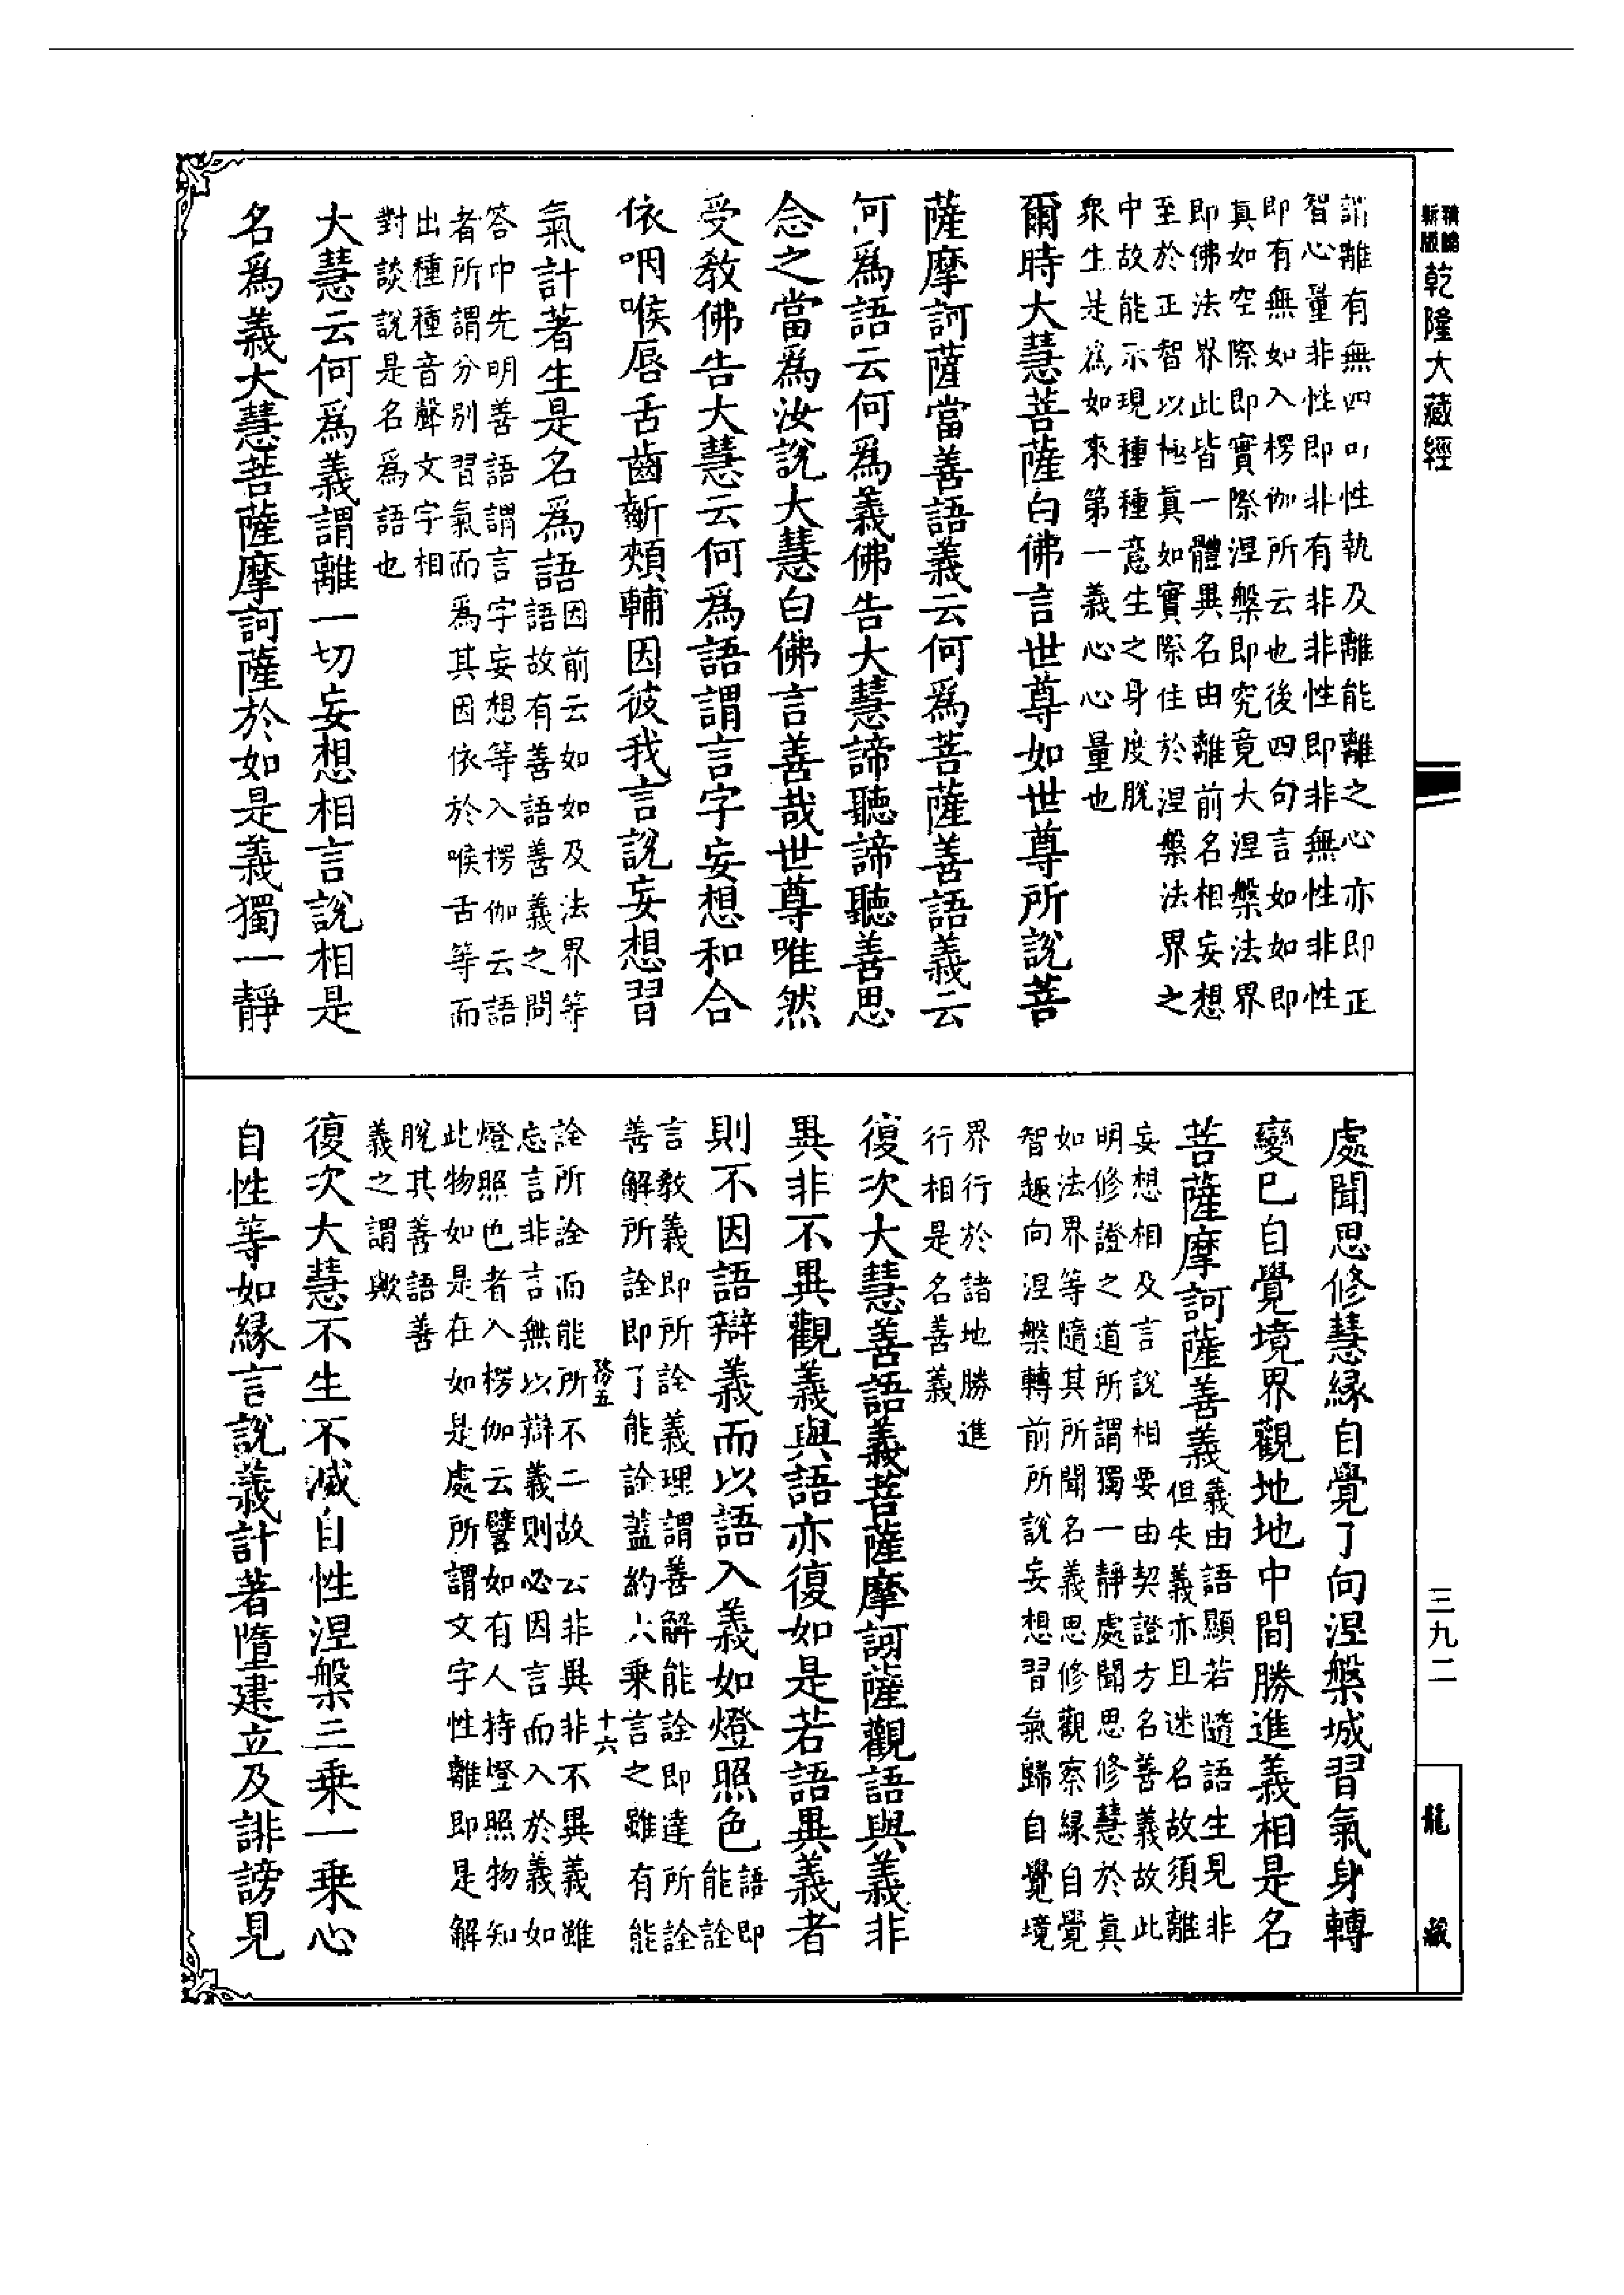 乾隆大藏經
謂離有無四句性執及離能離之心亦即正
智心量非性即即非有非非性即非無性非性
即有無如入楞伽所云也後四句言如如即
真如空際即實際涅槃即究竟大涅槃法界
即佛法界此皆一體異名由離前名相妄想
至於正智以極真如實際住於涅槃法界之
中故能示現種種意生之身度脫
衆生是爲如來第一義心心量也
爾時大慧菩薩白佛言世尊如世尊所說菩
薩摩訶薩當善語義云何爲菩薩善語義云
何爲語云何爲義佛告大慧諦聽諦聽善思
念之當爲汝說大慧白佛言善哉世尊唯然
受教佛告大慧云何爲語謂言字妄想和合
依咽喉唇舌齒齗頰輔因彼我言說妄想習
氣計著生是名爲語因前云如如及法界等
語故有善語善義之問
答中先明善語謂言字妄想等入楞伽云語
者所謂分別習氣而爲其因依於喉舌等而
出種種音聲文字相
對談說是名爲語也
大慧云何爲義謂離一切妄想相言說相是
名爲義大慧菩薩摩訶薩於如是義獨一靜
處聞思修慧緣自覺了向涅槃城習氣身轉
變已自覺境界觀地地中間勝進義相是名
菩薩摩訶薩善義義由語顯若隨語生見非
但失義亦且迷名故須離
妄想相及言說相要由契證方名善義故此
明修證之道所謂獨一靜處聞思修慧於真
如法界等隨其所聞名義思修觀察緣自覺
智趣向涅槃轉前所說妄想習氣歸自覺境
界行於諸地勝進
行相是名善義
復次大慧善語義菩薩摩訶薩觀語與義非
異非不異觀義與語亦復如是若語異義者
則不因語辯義而以語入義如燈照色語即
能詮
言教義即所詮義理謂善解能詮即達所詮
善解所詮即了能詮蓋約大乘言之雖有能
務五
十六
詮所詮而能所不二故云非異非不異義雖
忘言非言無以辯義則必因言而入於義如
燈照色者入楞伽云譬如有人持燈照物知
此物如是在如是處所謂文字性離即是解
脫其善語善
義之謂歟
復次大慧不生不滅自性涅槃三乘一乘心
自性等如緣言說義計著墮建立及誹謗見
三九二
龍藏